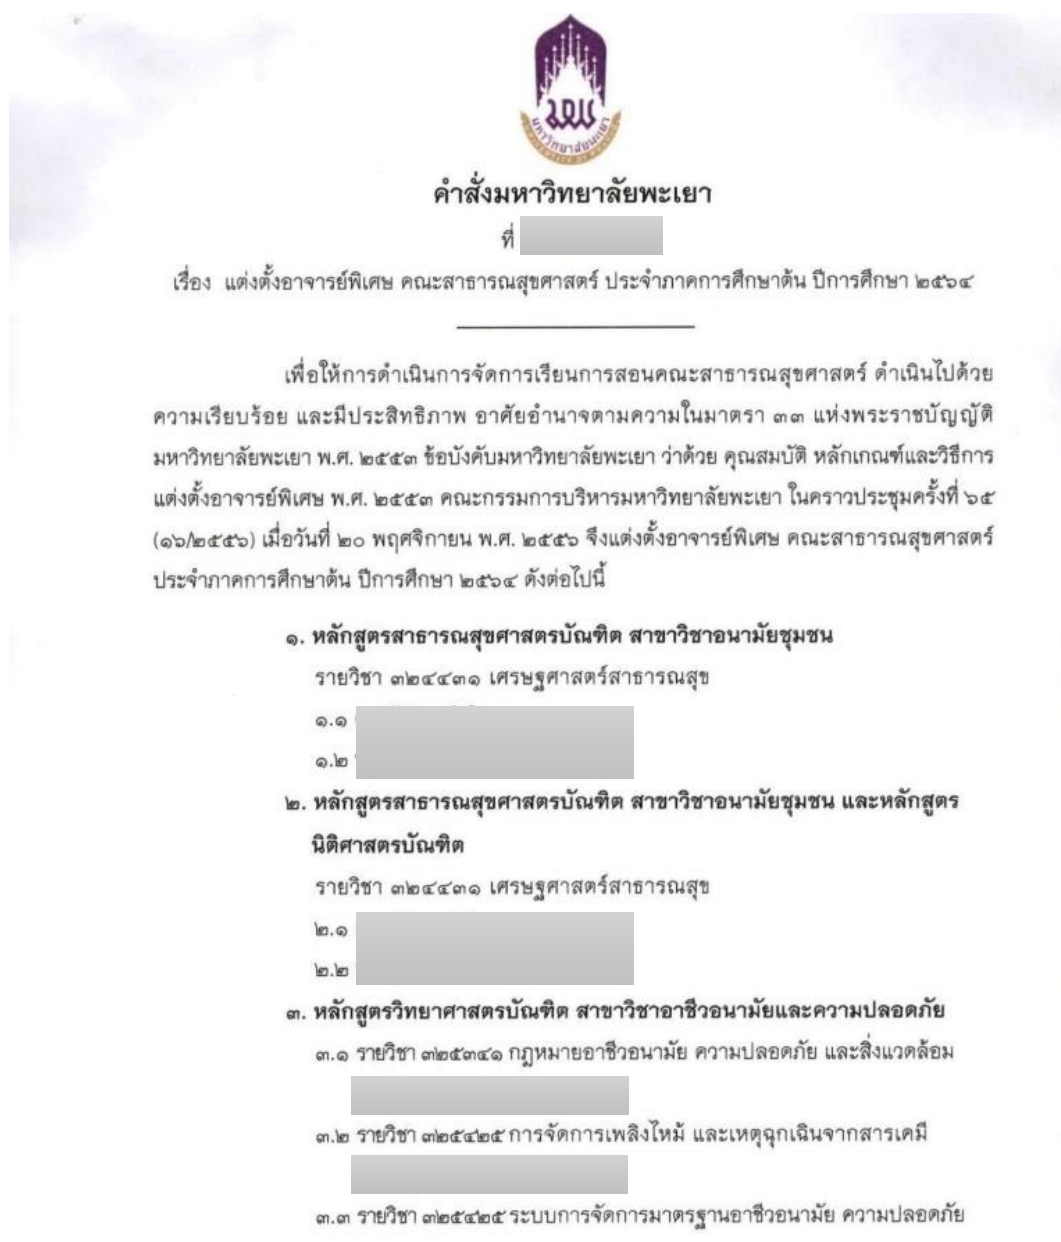 มหาวิทยาลัยพะเยา
คำสั่งมหาวิทยาลัยพะเยา
ที่
เรื่อง แต่งตั้งอาจารย์พิเศษ คณะสาธารณสุขศาสตร์ ประจำภาคการศึกษาต้น ปีการศึกษา ๒๕๖๔
เพื่อให้การดำเนินการจัดการเรียนการสอนคณะสาธารณสุขศาสตร์ ดำเนินไปด้วย
ความเรียบร้อย และมีประสิทธิภาพ อาศัยอำนาจตามความในมาตรา ๓๓ แห่งพระราชบัญญัติ
มหาวิทยาลัยพะเยา พ.ศ. ๒๕๕๓ ข้อบังคับมหาวิทยาลัยพะเยา ว่าด้วย คุณสมบัติ หลักเกณฑ์และวิธีการ
แต่งตั้งอาจารย์พิเศษ พ.ศ. ๒๕๕๓ คณะกรรมการบริหารมหาวิทยาลัยพะเยา ในคราวประชุมครั้งที่ ๖๕
(๑๖/๒๕๕๖) เมื่อวันที่ ๒๐ พฤศจิกายน พ.ศ. ๒๕๕๖ จึงแต่งตั้งอาจารย์พิเศษ คณะสาธารณสุขศาสตร์
ประจำภาคการศึกษาต้น ปีการศึกษา ๒๕๖๔ ดังต่อไปนี้
๑. หลักสูตรสาธารณสุขศาสตรบัณฑิต สาขาวิชาอนามัยชุมชน
รายวิชา ๓๒๔๔๓๑ เศรษฐศาสตร์สาธารณสุข
๑.๑
๑.๒
๒. หลักสูตรสาธารณสุขศาสตรบัณฑิต สาขาวิชาอนามัยชุมชน และหลักสูตร
นิติศาสตรบัณฑิต
รายวิชา ๓๒๔๔๓๑ เศรษฐศาสตร์สาธารณสุข
๒.๑
๒.๒
๓. หลักสูตรวิทยาศาสตรบัณฑิต สาขาวิชาอาชีวอนามัยและความปลอดภัย
๓.๑ รายวิชา ๓๒๕๓๔๑ กฎหมายอาชีวอนามัย ความปลอดภัย และสิ่งแวดล้อม
๓.๒ รายวิชา ๓๒๕๔๒๕ การจัดการเพลิงไหม้ และเหตุฉุกเฉินจากสารเคมี
๓.๓ รายวิชา ๓๒๕๔๒๕ ระบบการจัดการมาตรฐานอาชีวอนามัย ความปลอดภัย